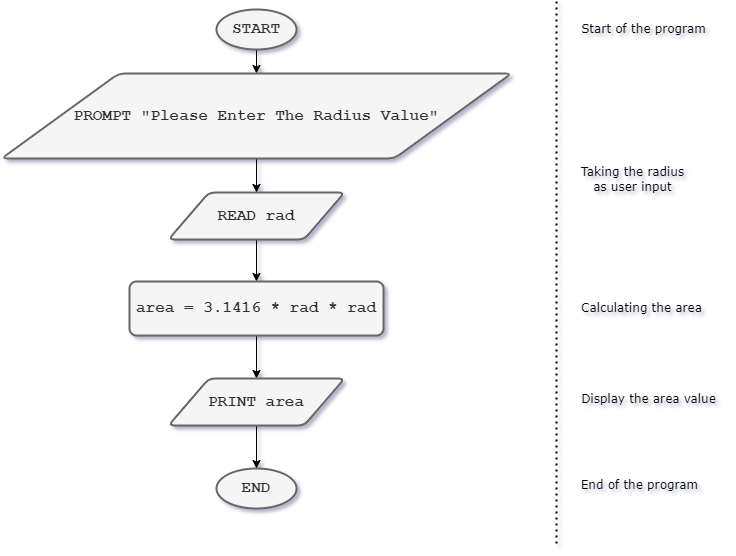 START
Start of the program
PROMPT "Please Enter The Radius Value"
Taking the radius
as user input
READ rad
area = 3.1416 * rad * rad
Calculating the area
PRINT area
Display the area value
END
End of the program